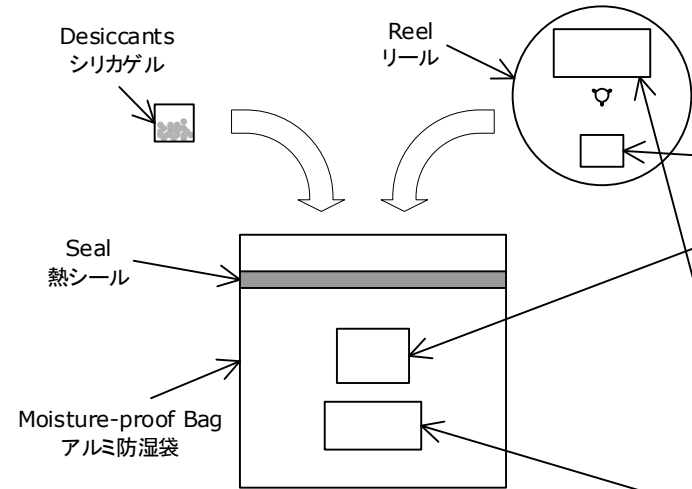 Desiccants
シリカゲル
Reel
リール
Seal
熱シール
Moisture-proof Bag
アルミ防湿袋